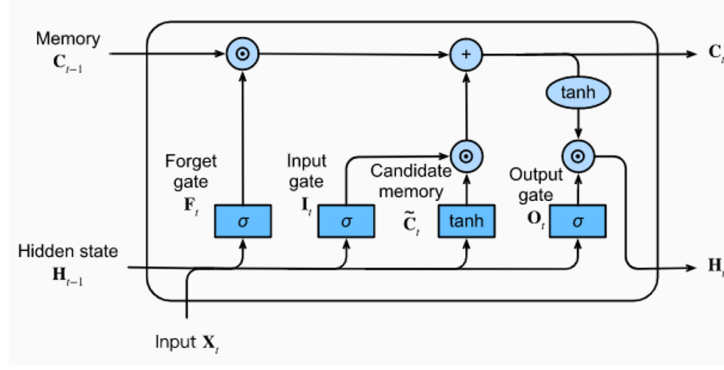 Memory
C_{t-1}
+
C_t
tanh
Forget
gate
F_t
Input
gate
I_t
Candidate
memory
C̃_t
Output
gate
O_t
σ
σ
tanh
σ
Hidden state
H_{t-1}
H_t
Input X_t